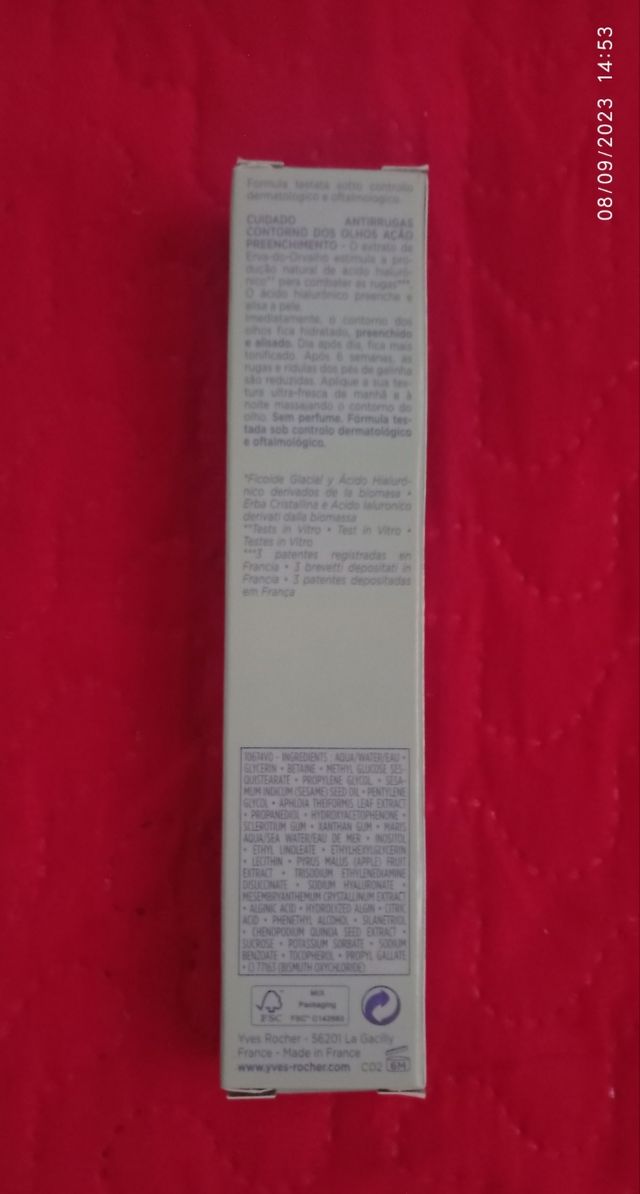 08/09/2023 14:53
Formula testata sotto controllo
dermatologico e oftalmologico.
CUIDADO ANTIRRUGAS
CONTORNO DOS OLHOS AÇÃO
PREENCHIMENTO - O extrato de
Erva-do-Orvalho estimula a pro-
dução natural de ácido hialuró-
nico** para combater as rugas***.
O ácido hialurónico preenche e
alisa a pele.
Imediatamente, o contorno dos
olhos fica hidratado, preenchido
e alisado. Dia após dia, fica mais
tonificado. Após 6 semanas, as
rugas e rídulas dos pés de galinha
são reduzidas. Aplique a sua tex-
tura ultra-fresca de manhã e à
noite massajando o contorno do
olho. Sem perfume. Fórmula tes-
tada sob controlo dermatológico
e oftalmológico.
*Ficoide Glacial y Ácido Hialuró-
nico derivados de la biomasa •
Erba Cristallina e Acido Ialuronico
derivati dalla biomassa
**Tests in Vitro • Test in Vitro •
Testes in Vitro
***3 patentes registradas en
Francia • 3 brevetti depositati in
Francia • 3 patentes depositadas
em França
10674V0 - INGREDIENTS : AQUA/WATER/EAU •
GLYCERIN • BETAINE • METHYL GLUCOSE SES-
QUISTEARATE • PROPYLENE GLYCOL • SESA-
MUM INDICUM (SESAME) SEED OIL • PENTYLENE
GLYCOL • APHLOIA THEIFORMIS LEAF EXTRACT
• PROPANEDIOL • HYDROXYACETOPHENONE •
SCLEROTIUM GUM • XANTHAN GUM • MARIS
AQUA/SEA WATER/EAU DE MER • INOSITOL
• ETHYL LINOLEATE • ETHYLHEXYLGLYCERIN
• LECITHIN • PYRUS MALUS (APPLE) FRUIT
EXTRACT • TRISODIUM ETHYLENEDIAMINE
DISUCCINATE • SODIUM HYALURONATE •
MESEMBRYANTHEMUM CRYSTALLINUM EXTRACT
• ALGINIC ACID • HYDROLYZED ALGIN • CITRIC
ACID • PHENETHYL ALCOHOL • SILANETRIOL
• CHENOPODIUM QUINOA SEED EXTRACT •
SUCROSE • POTASSIUM SORBATE • SODIUM
BENZOATE • TOCOPHEROL • PROPYL GALLATE
• CI 77163 (BISMUTH OXYCHLORIDE)
FSC
MIX
Packaging
FSC®
Yves Rocher - 56201 La Gacilly
France - Made in France
www.yves-rocher.com C02 6M